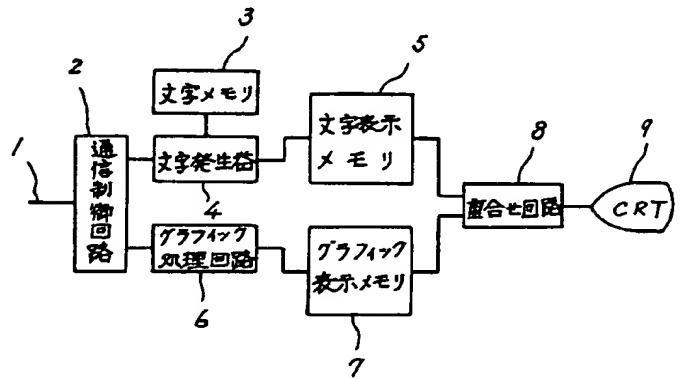 3
文字メモリ
2
通信制御回路
1
文字発生器
4
5
文字表示
メモリ
グラフィック
処理回路
6
グラフィック
表示メモリ
7
8
重合せ回路
9
CRT